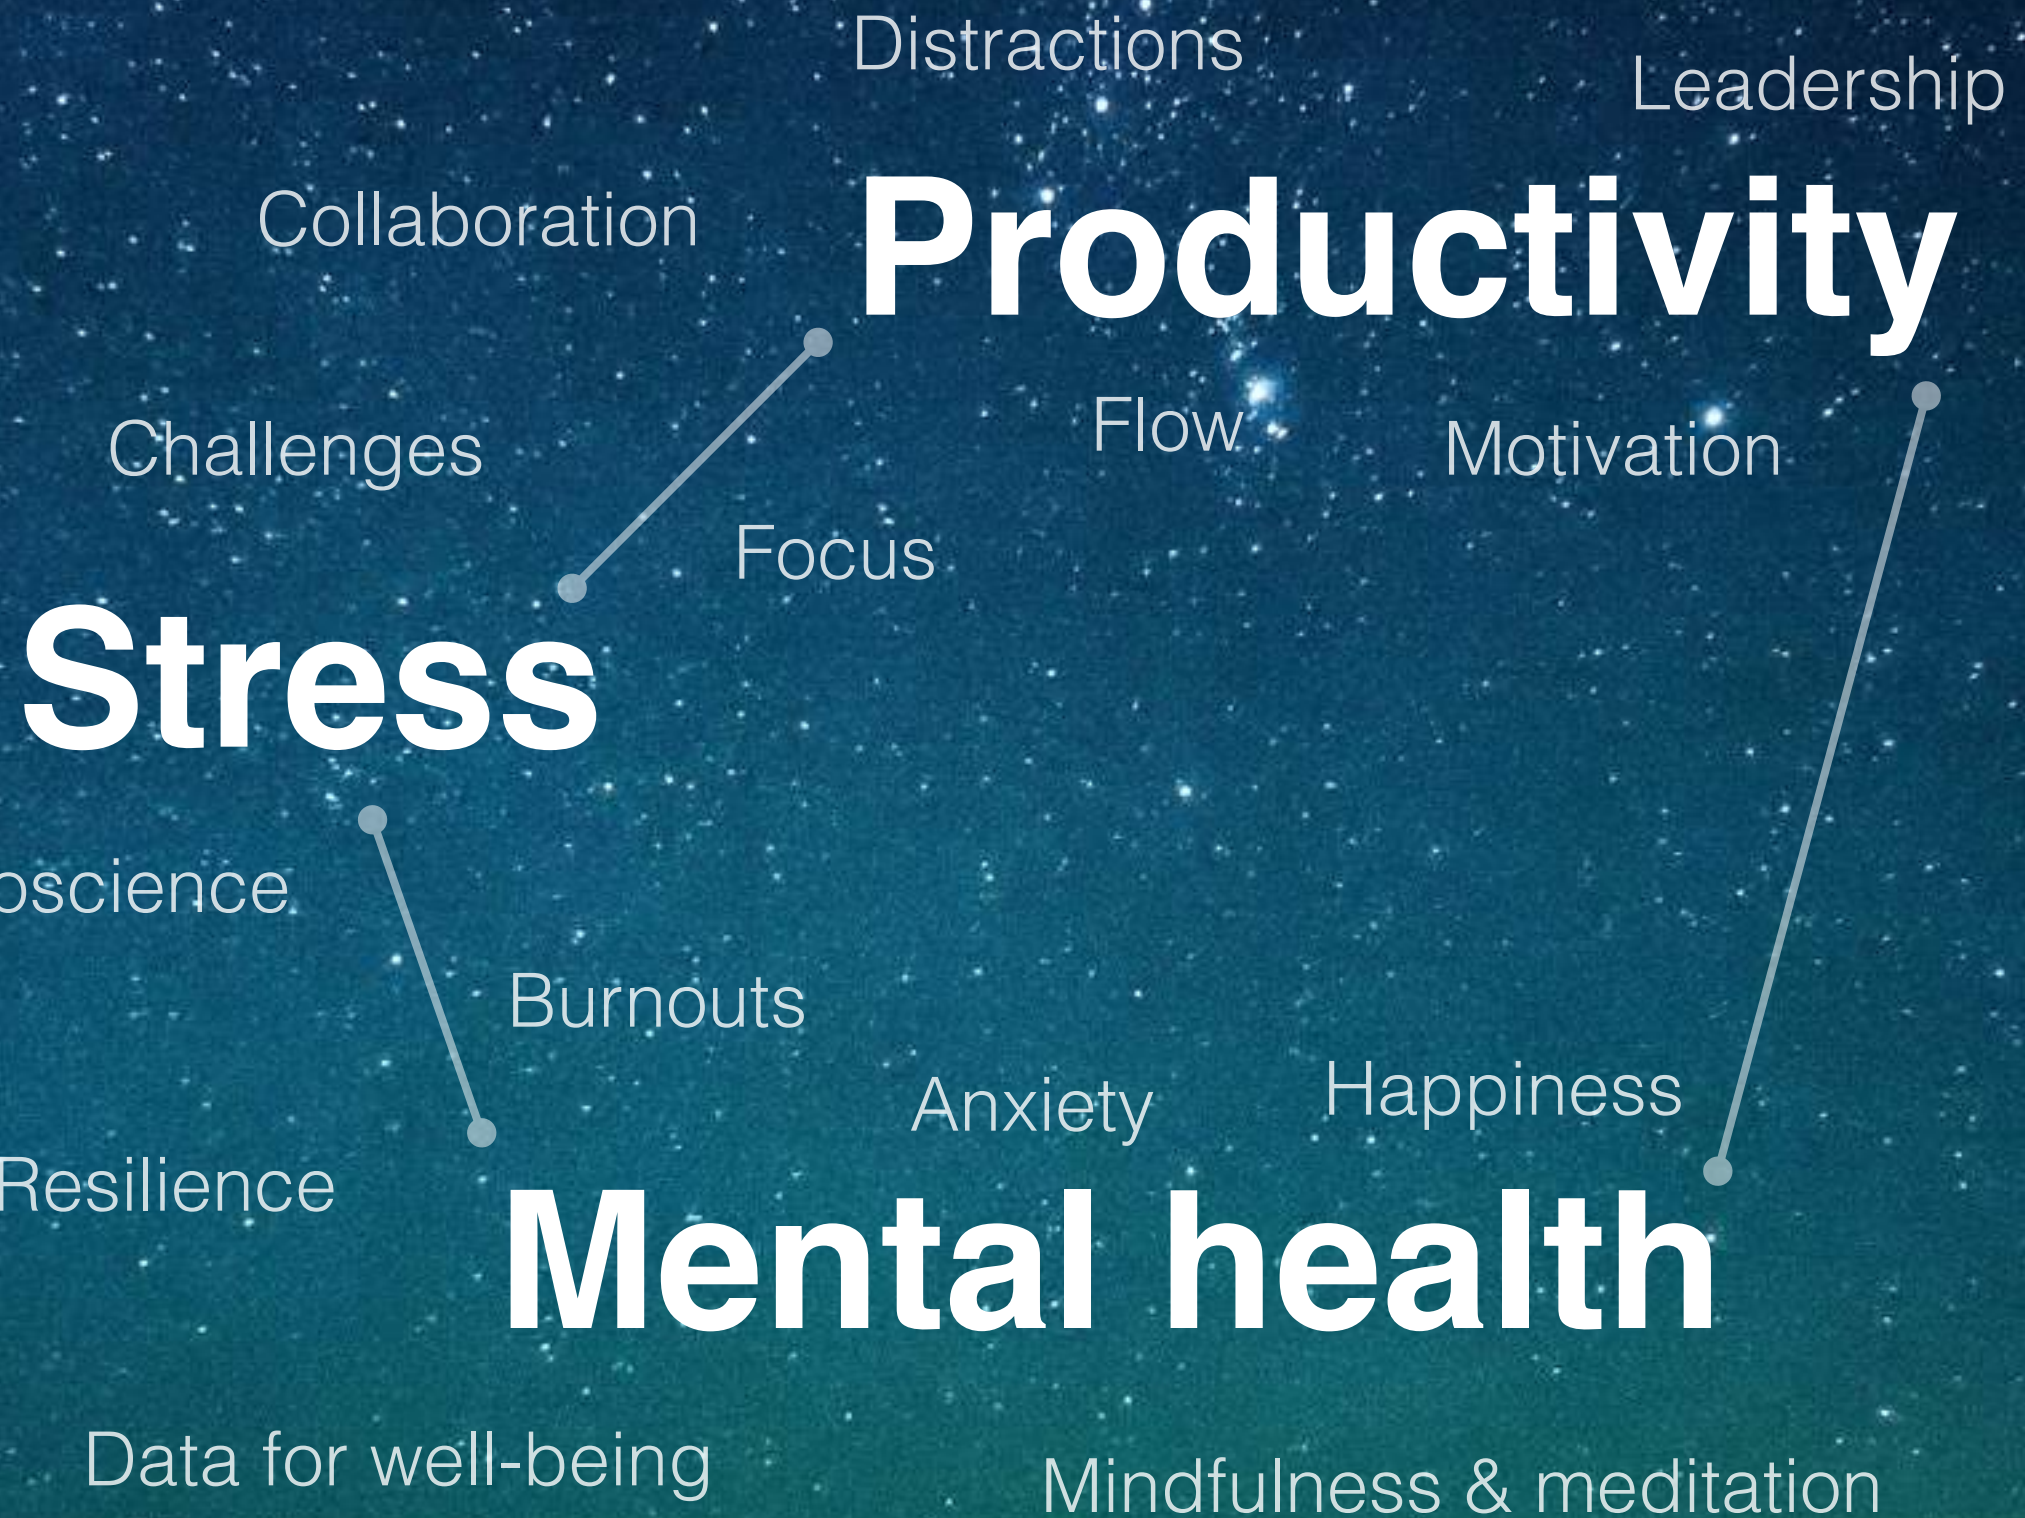 Distractions
Leadership
Collaboration
Productivity
Challenges
Flow
Motivation
Focus
Stress
oscience
Burnouts
Anxiety
Happiness
Resilience
Mental health
Data for well-being
Mindfulness & meditation